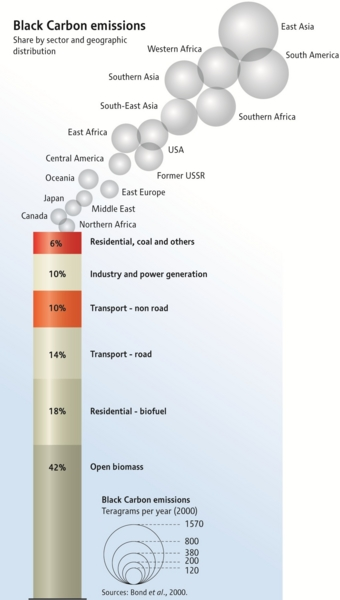 Black Carbon emissions
Share by sector and geographic
distribution
East Asia
Western Africa
South America
Southern Asia
South-East Asia
Southern Africa
East Africa
USA
Central America
Former USSR
Oceania
East Europe
Japan
Middle East
Canada
Northern Africa
6% Residential, coal and others
10% Industry and power generation
10% Transport - non road
14% Transport - road
18% Residential - biofuel
42% Open biomass
Black Carbon emissions
Teragrams per year (2000)
1570
800
380
200
120
Sources: Bond et al., 2000.